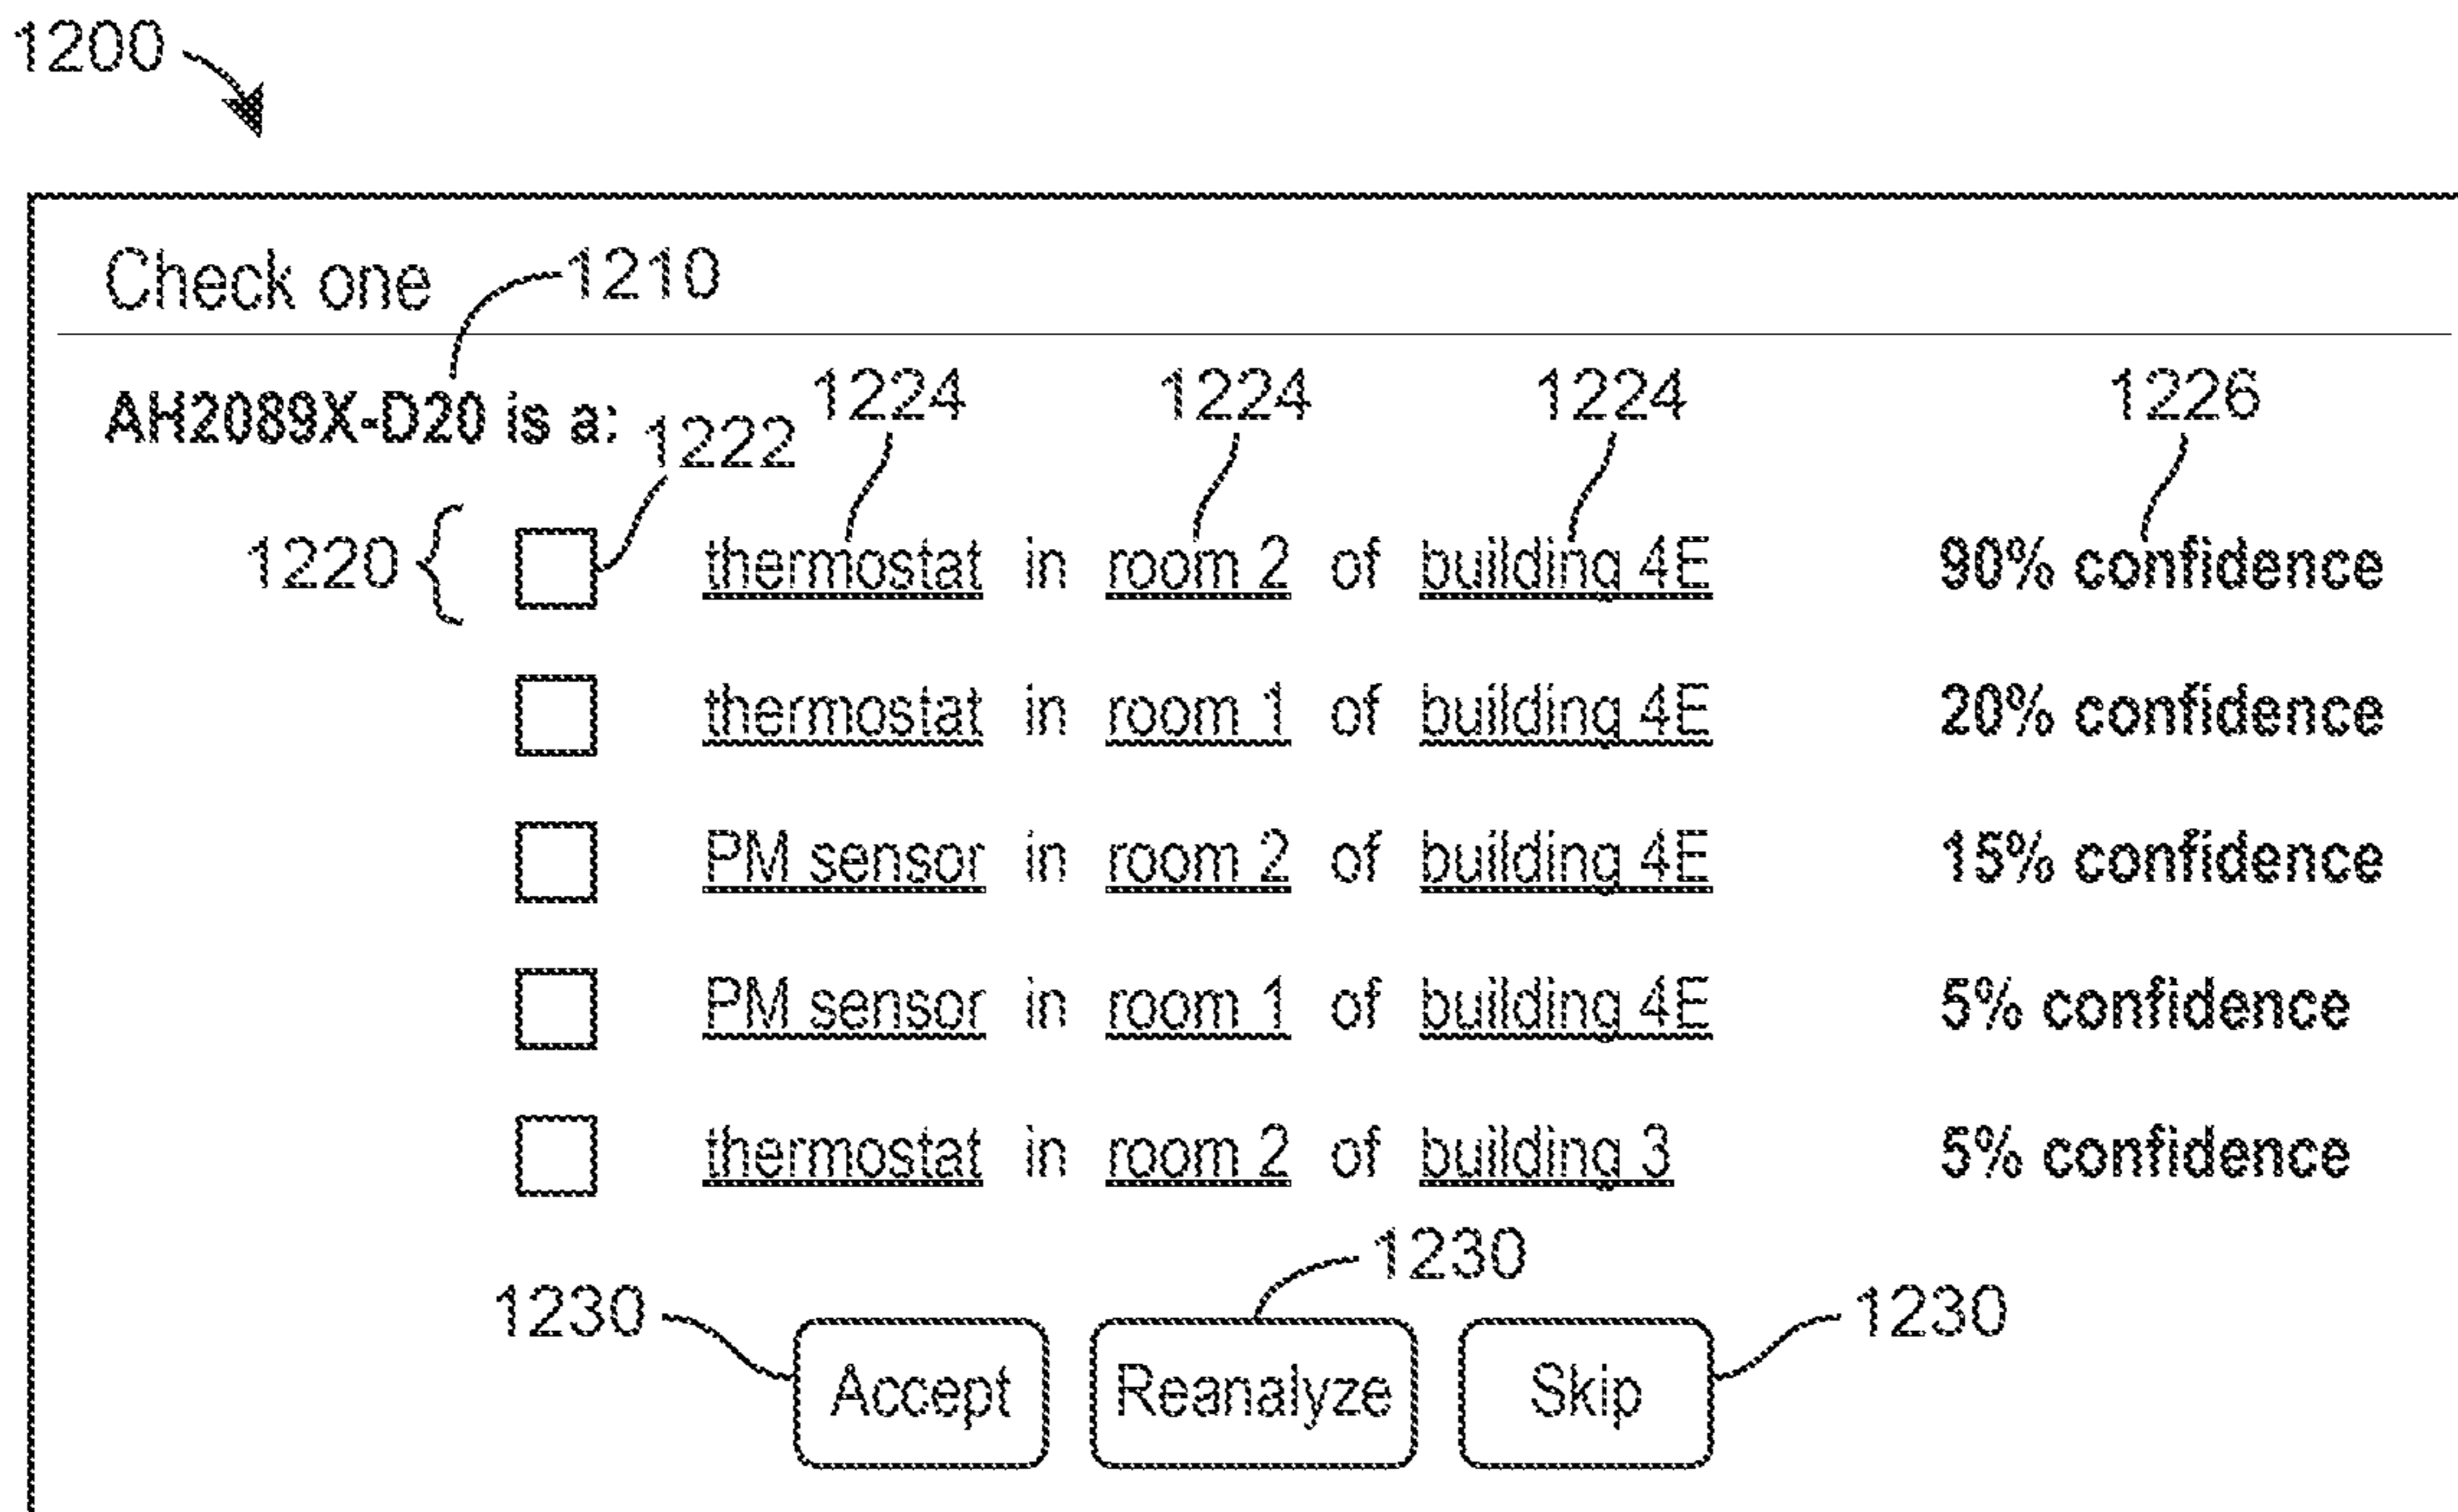 1200
Check one 1210
AH2089X-D20 is a: 1222 1224 1224 1224 1226
1220 thermostat in room 2 of building 4E 90% confidence
thermostat in room 1 of building 4E 20% confidence
PM sensor in room 2 of building 4E 15% confidence
PM sensor in room 1 of building 4E 5% confidence
thermostat in room 2 of building 3 5% confidence
1230 1230 1230
Accept Reanalyze Skip